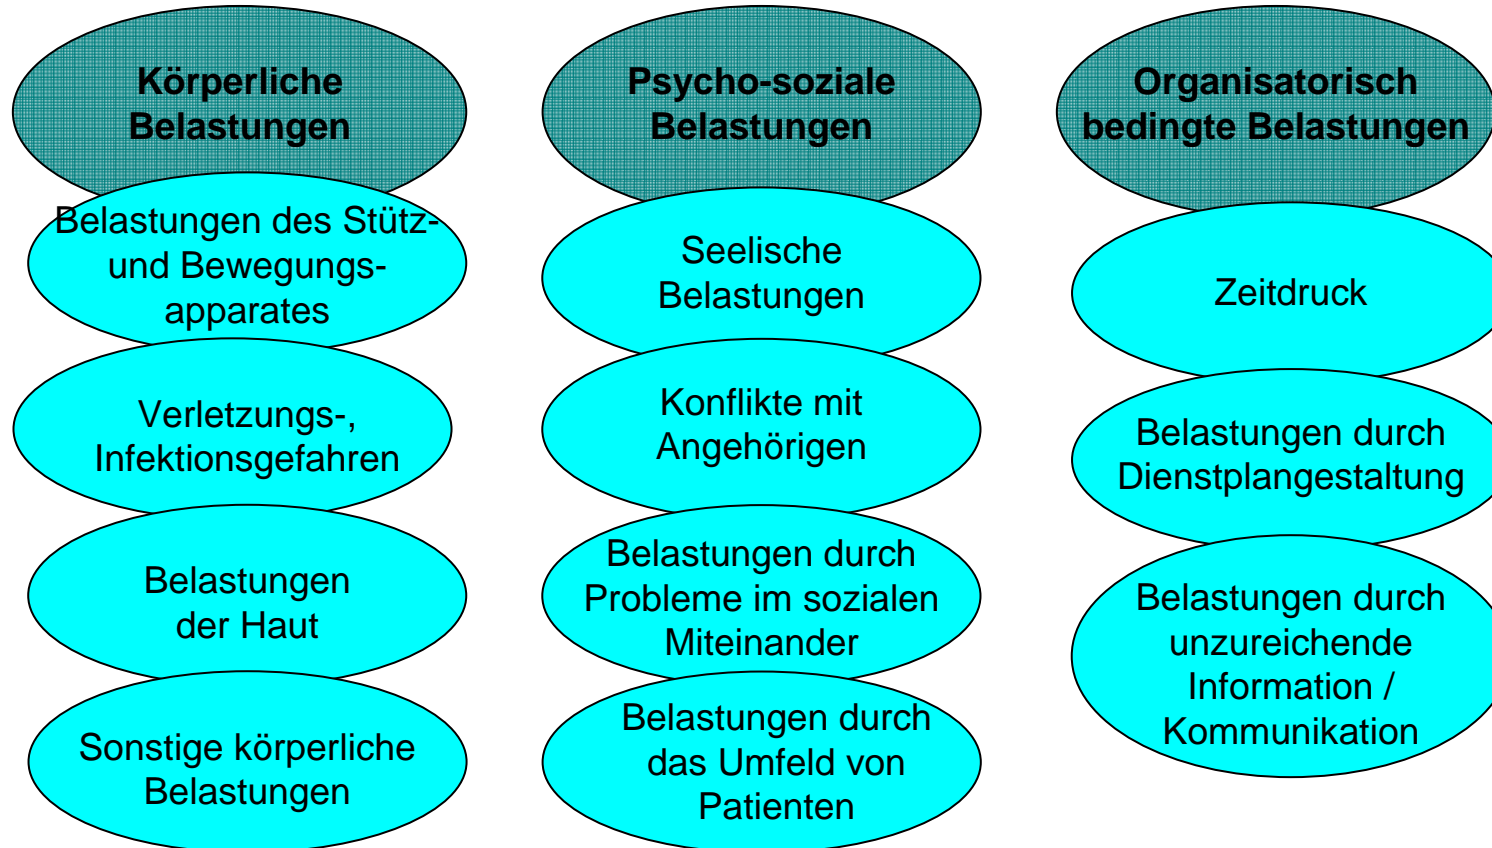 Körperliche
Belastungen
Belastungen des Stütz-
und Bewegungs-
apparates
Verletzungs-,
Infektionsgefahren
Belastungen
der Haut
Sonstige körperliche
Belastungen
Psycho-soziale
Belastungen
Seelische
Belastungen
Konflikte mit
Angehörigen
Belastungen durch
Probleme im sozialen
Miteinander
Belastungen durch
das Umfeld von
Patienten
Organisatorisch
bedingte Belastungen
Zeitdruck
Belastungen durch
Dienstplangestaltung
Belastungen durch
unzureichende
Information /
Kommunikation